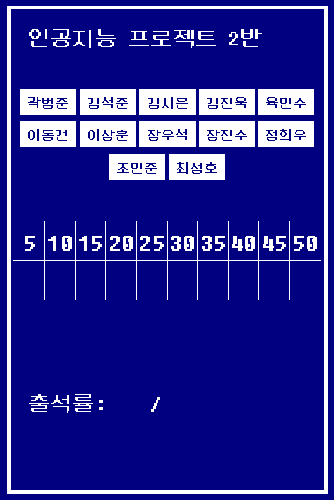 인공지능 프로젝트 2반
곽범준 김석준 김시은 김진욱 육민수
이동건 이상훈 장우석 장진수 정희우
조민준 최성호
5 10 15 20 25 30 35 40 45 50
출석률: /